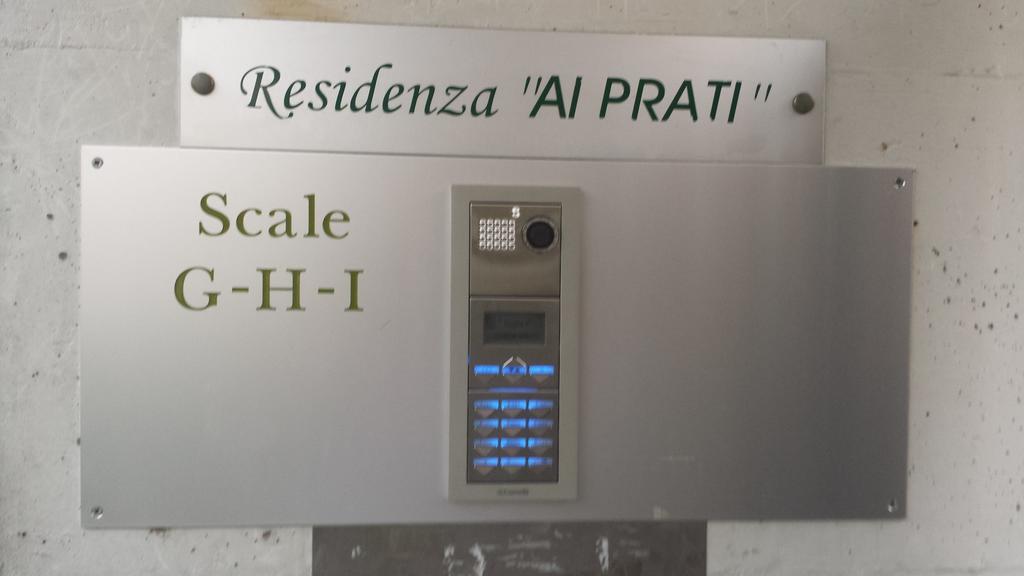 Residenza "AI PRATI"
Scale
G-H-I